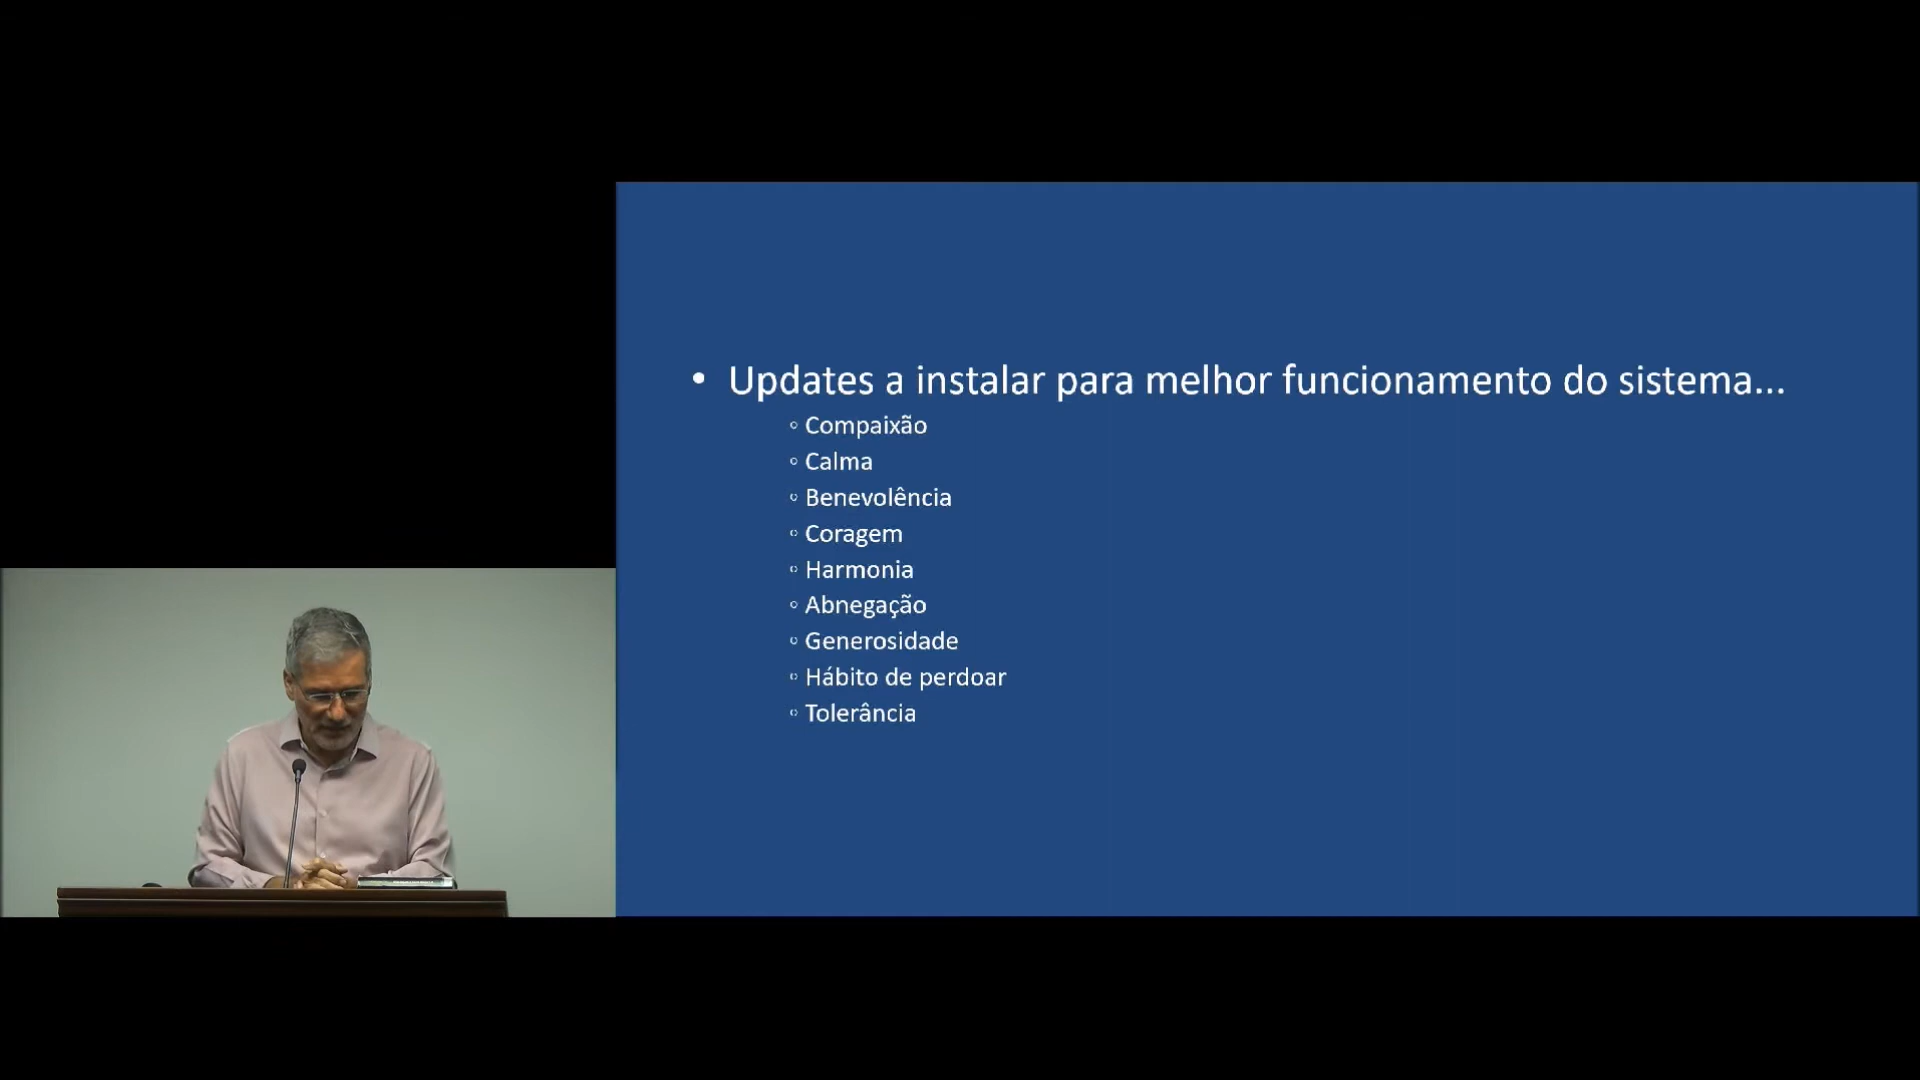 • Updates a instalar para melhor funcionamento do sistema...
◦ Compaixão
◦ Calma
◦ Benevolência
◦ Coragem
◦ Harmonia
◦ Abnegação
◦ Generosidade
◦ Hábito de perdoar
◦ Tolerância